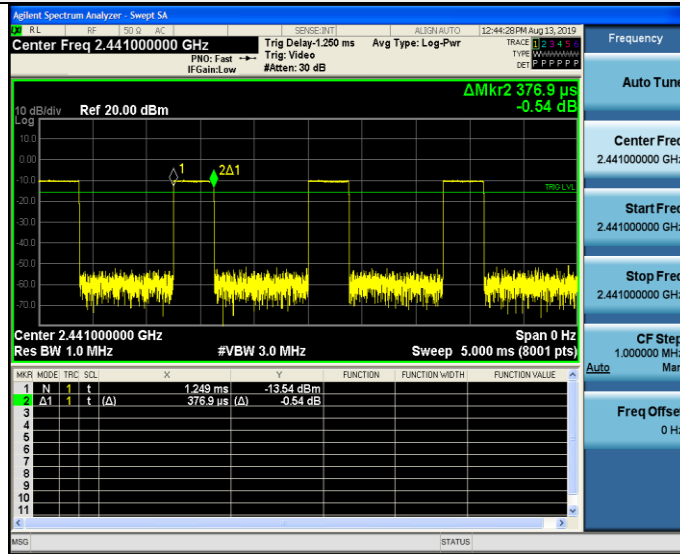 Agilent Spectrum Analyzer - Swept SA
RL RF 50 Ω AC SENSE:INT ALIGN AUTO 12:44:28 PM Aug 13, 2019
Center Freq 2.441000000 GHz
PNO: Fast
IFGain:Low
Trig Delay-1.250 ms
Trig: Video
#Atten: 30 dB
Avg Type: Log-Pwr
TRACE 1 2 3 4 5 6
TYPE WWWWWW
DET P P P P P P
ΔMkr2 376.9 µs
-0.54 dB
10 dB/div Ref 20.00 dBm
Log
10.0
0.00
-10.0
-20.0
-30.0
-40.0
-50.0
-60.0
-70.0
1
2Δ1
TRIG LVL
Center 2.441000000 GHz Span 0 Hz
Res BW 1.0 MHz #VBW 3.0 MHz Sweep 5.000 ms (8001 pts)
MKR MODE TRC SCL X Y FUNCTION FUNCTION WIDTH FUNCTION VALUE
1 N 1 t 1.249 ms -13.54 dBm
2 Δ1 1 t (Δ) 376.9 µs (Δ) -0.54 dB
3
4
5
6
7
8
9
10
11
MSG STATUS
Frequency
Auto Tune
Center Freq
2.441000000 GHz
Start Freq
2.441000000 GHz
Stop Freq
2.441000000 GHz
CF Step
1.000000 MHz
Auto Man
Freq Offset
0 Hz